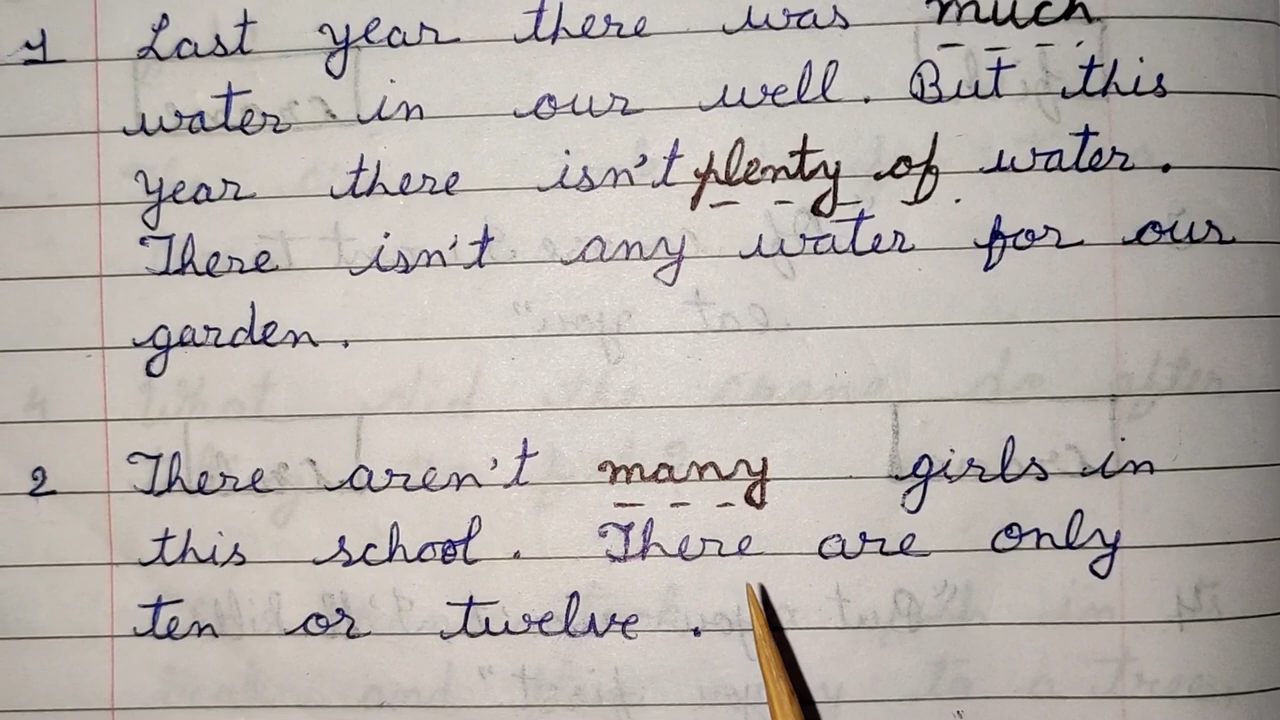 1 Last year there was much
water in our well. But this
year there isn't plenty of water.
There isn't any water for our
garden.
2 There aren't many girls in
this school. There are only
ten or twelve.